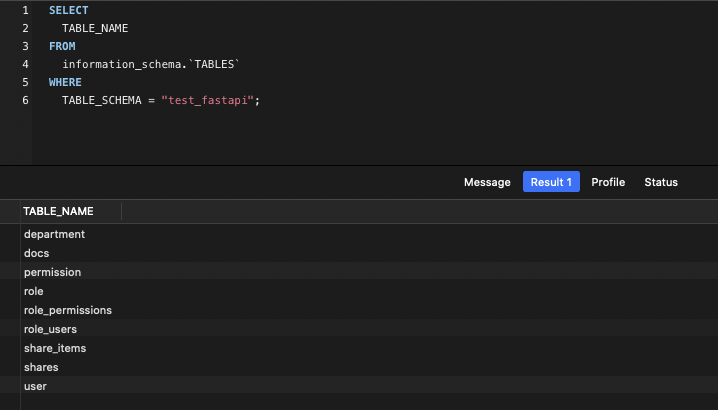 1 SELECT
2 TABLE_NAME
3 FROM
4 information_schema.`TABLES`
5 WHERE
6 TABLE_SCHEMA = "test_fastapi";
Message Result 1 Profile Status
TABLE_NAME
department
docs
permission
role
role_permissions
role_users
share_items
shares
user